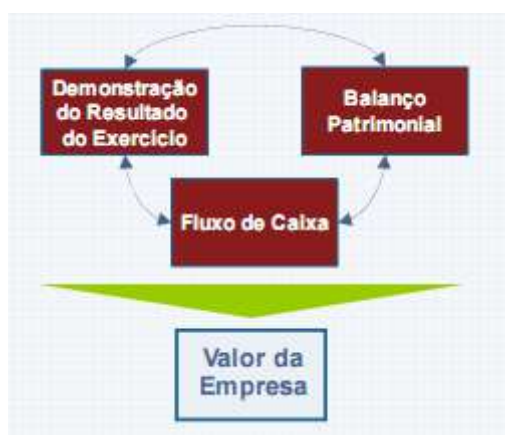 Demonstração
do Resultado
do Exercício
Balanço
Patrimonial
Fluxo de Caixa
Valor da
Empresa